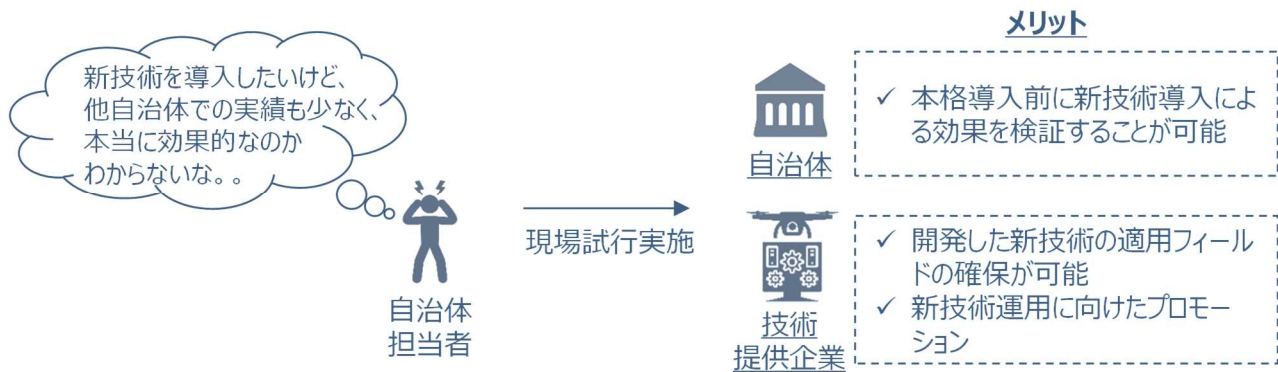 新技術を導入したいけど、
他自治体での実績も少なく、
本当に効果的なのか
わからないな。。
自治体
担当者
現場試行実施
メリット
自治体
✓ 本格導入前に新技術導入によ
る効果を検証することが可能
技術
提供企業
✓ 開発した新技術の適用フィール
ドの確保が可能
✓ 新技術運用に向けたプロモー
ション